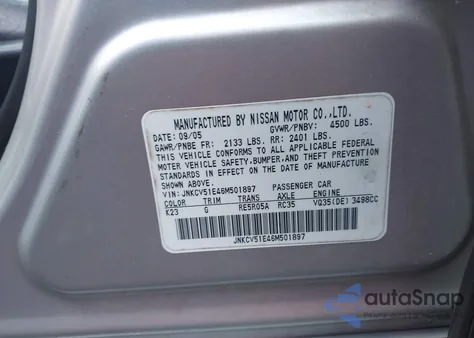 MANUFACTURED BY NISSAN MOTOR CO.,LTD.
DATE: 09/05 GVWR/PNBV: 4500 LBS.
GAWR/PNBE FR: 2133 LBS. RR: 2401 LBS.
THIS VEHICLE CONFORMS TO ALL APPLICABLE FEDERAL
MOTOR VEHICLE SAFETY, BUMPER, AND THEFT PREVENTION
STANDARDS IN EFFECT ON THE DATE OF MANUFACTURE
SHOWN ABOVE.
VIN: JNKCV51E46M501897 PASSENGER CAR
COLOR TRIM TRANS AXLE ENGINE
K23 G RE5R05A RC35 VQ35(DE) 3498CC
JNKCV51E46M501897
autoSnap